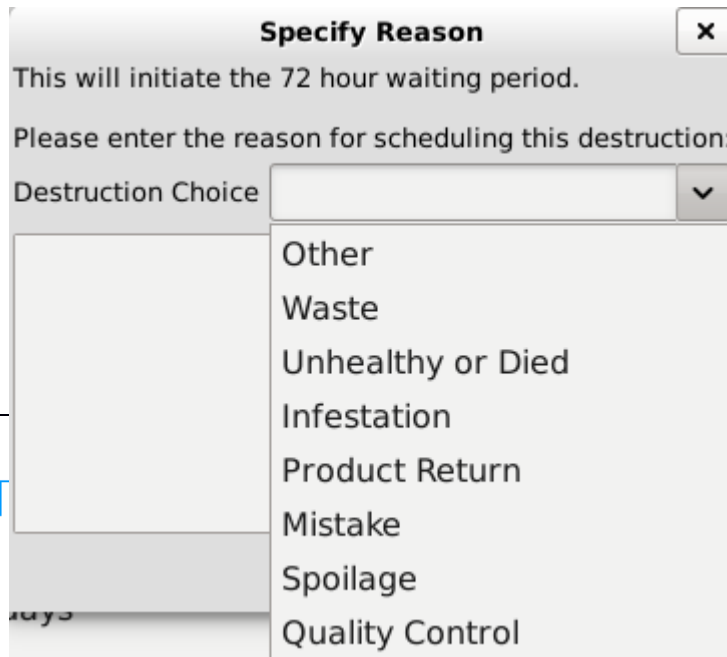 Specify Reason
This will initiate the 72 hour waiting period.
Please enter the reason for scheduling this destruction:
Destruction Choice
Other
Waste
Unhealthy or Died
Infestation
Product Return
Mistake
Spoilage
days
Quality Control